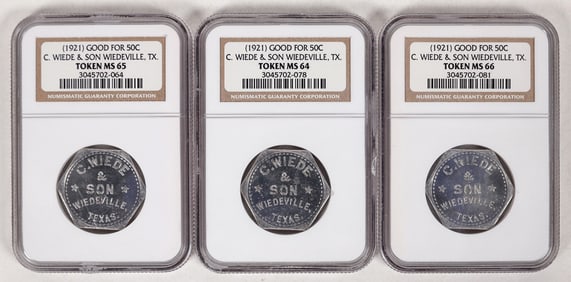 (1921) GOOD FOR 50C
C. WIEDE & SON WIEDEVILLE, TX.
TOKEN MS 65
3045702-064
NUMISMATIC GUARANTY CORPORATION
C. WIEDE
&
SON
WIEDEVILLE,
TEXAS.
(1921) GOOD FOR 50C
C. WIEDE & SON WIEDEVILLE, TX.
TOKEN MS 64
3045702-078
NUMISMATIC GUARANTY CORPORATION
C. WIEDE
&
SON
WIEDEVILLE,
TEXAS.
(1921) GOOD FOR 50C
C. WIEDE & SON WIEDEVILLE, TX.
TOKEN MS 66
3045702-081
NUMISMATIC GUARANTY CORPORATION
C. WIEDE
&
SON
WIEDEVILLE,
TEXAS.